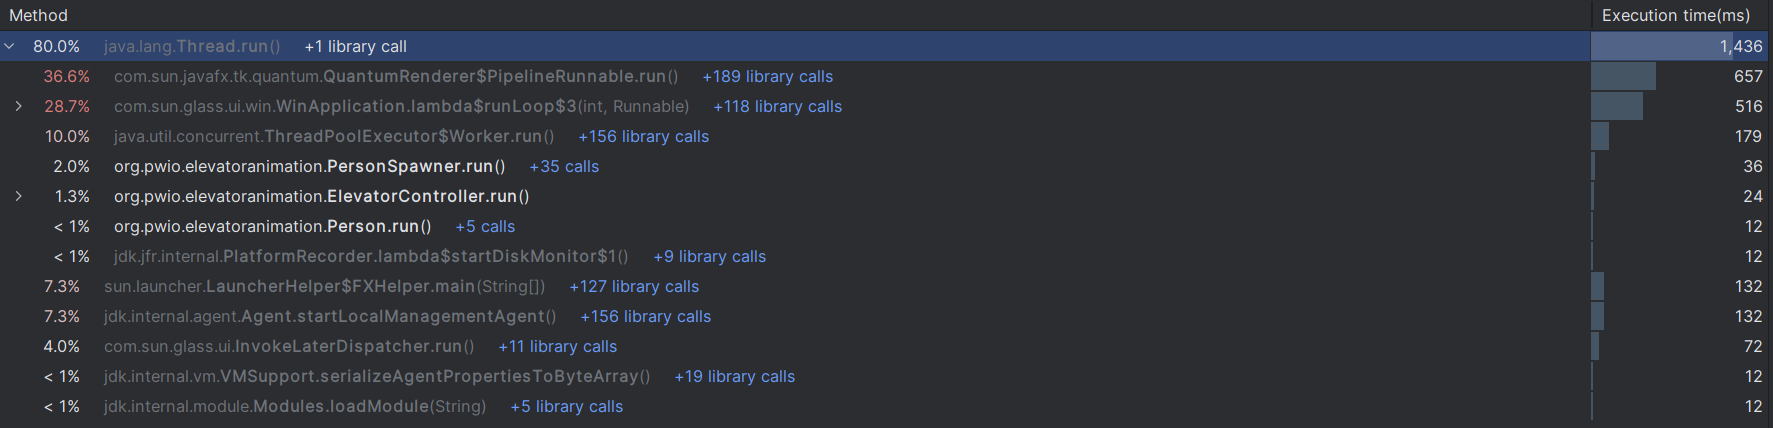 Method Execution time(ms)
80.0% java.lang.Thread.run() +1 library call 1,436
36.6% com.sun.javafx.tk.quantum.QuantumRenderer$PipelineRunnable.run() +189 library calls 657
28.7% com.sun.glass.ui.win.WinApplication.lambda$runLoop$3(int, Runnable) +118 library calls 516
10.0% java.util.concurrent.ThreadPoolExecutor$Worker.run() +156 library calls 179
2.0% org.pwio.elevatoranimation.PersonSpawner.run() +35 calls 36
1.3% org.pwio.elevatoranimation.ElevatorController.run() 24
< 1% org.pwio.elevatoranimation.Person.run() +5 calls 12
< 1% jdk.jfr.internal.PlatformRecorder.lambda$startDiskMonitor$1() +9 library calls 12
7.3% sun.launcher.LauncherHelper$FXHelper.main(String[]) +127 library calls 132
7.3% jdk.internal.agent.Agent.startLocalManagementAgent() +156 library calls 132
4.0% com.sun.glass.ui.InvokeLaterDispatcher.run() +11 library calls 72
< 1% jdk.internal.vm.VMSupport.serializeAgentPropertiesToByteArray() +19 library calls 12
< 1% jdk.internal.module.Modules.loadModule(String) +5 library calls 12